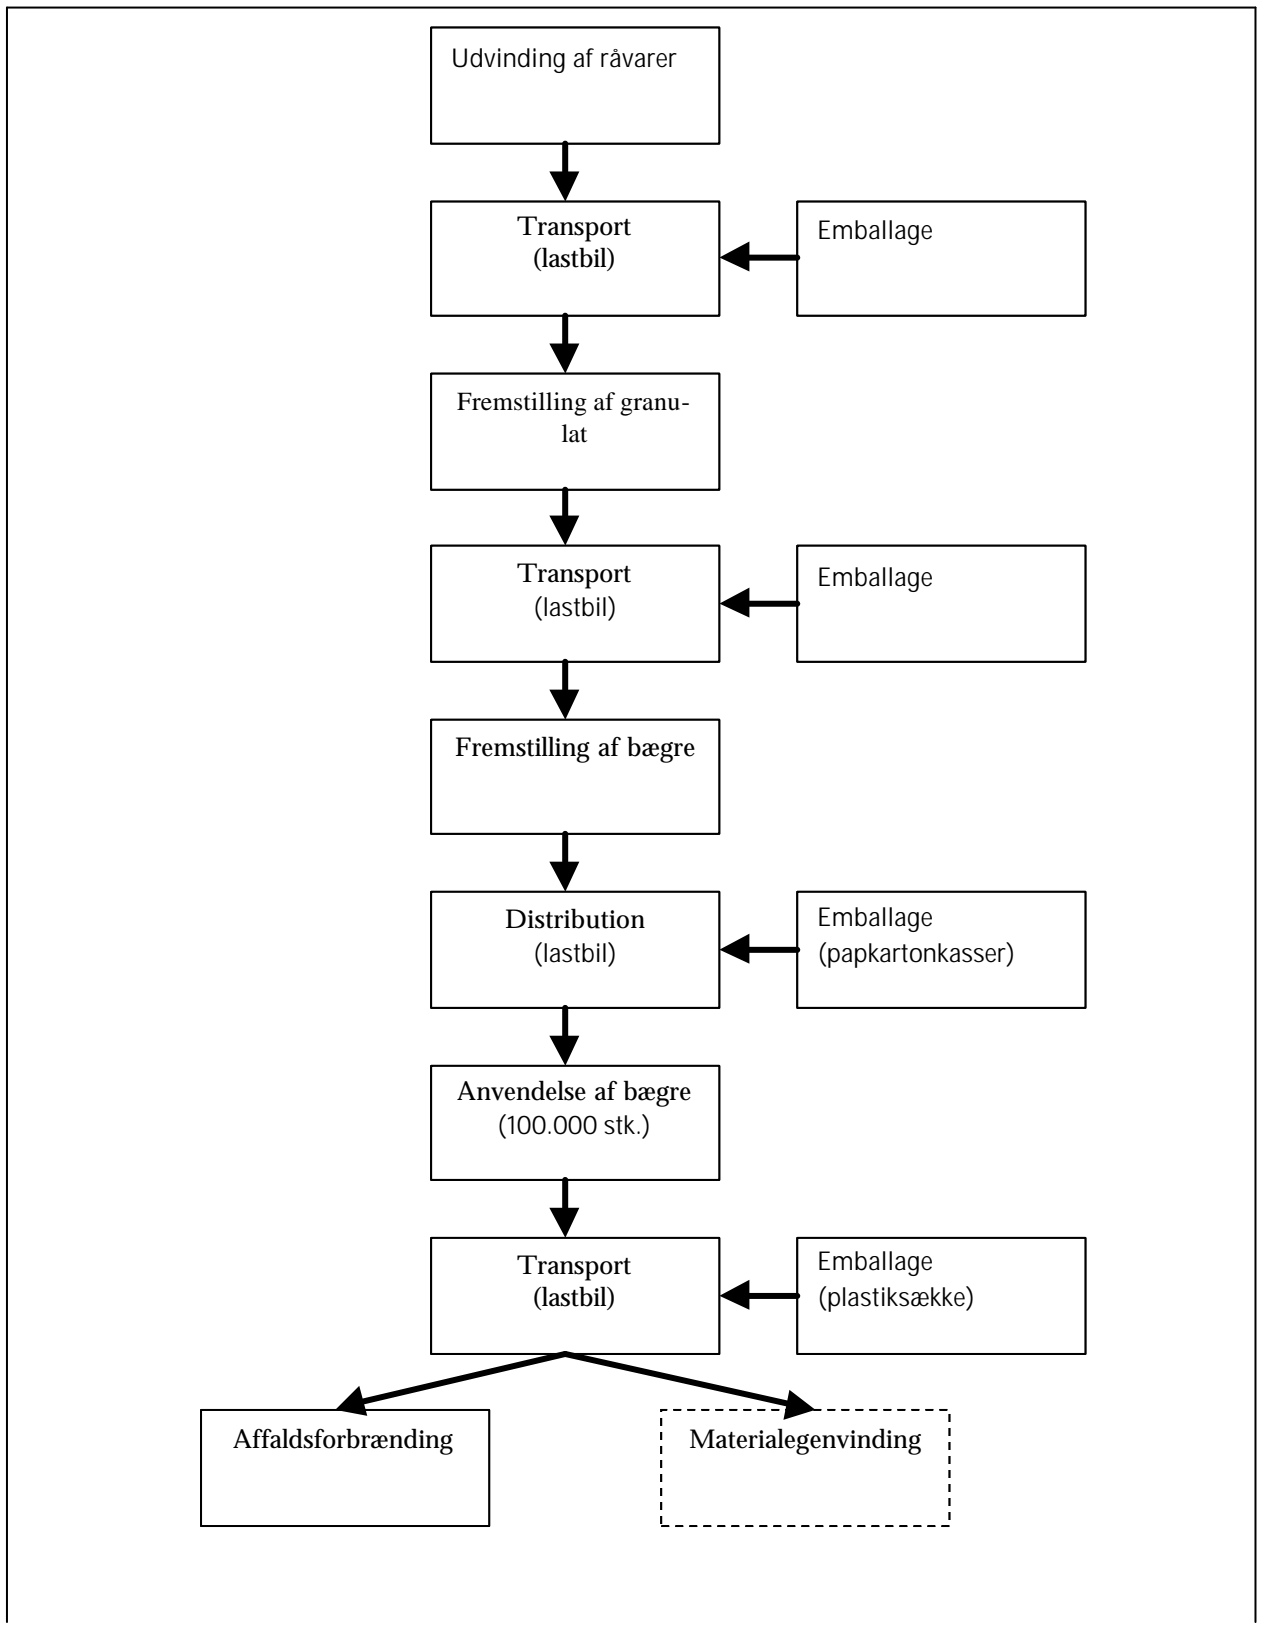 Udvinding af råvarer
Transport
(lastbil)
Emballage
Fremstilling af granu-
lat
Transport
(lastbil)
Emballage
Fremstilling af bægre
Distribution
(lastbil)
Emballage
(papkartonkasser)
Anvendelse af bægre
(100.000 stk.)
Transport
(lastbil)
Emballage
(plastiksække)
Affaldsforbrænding
Materialegenvinding